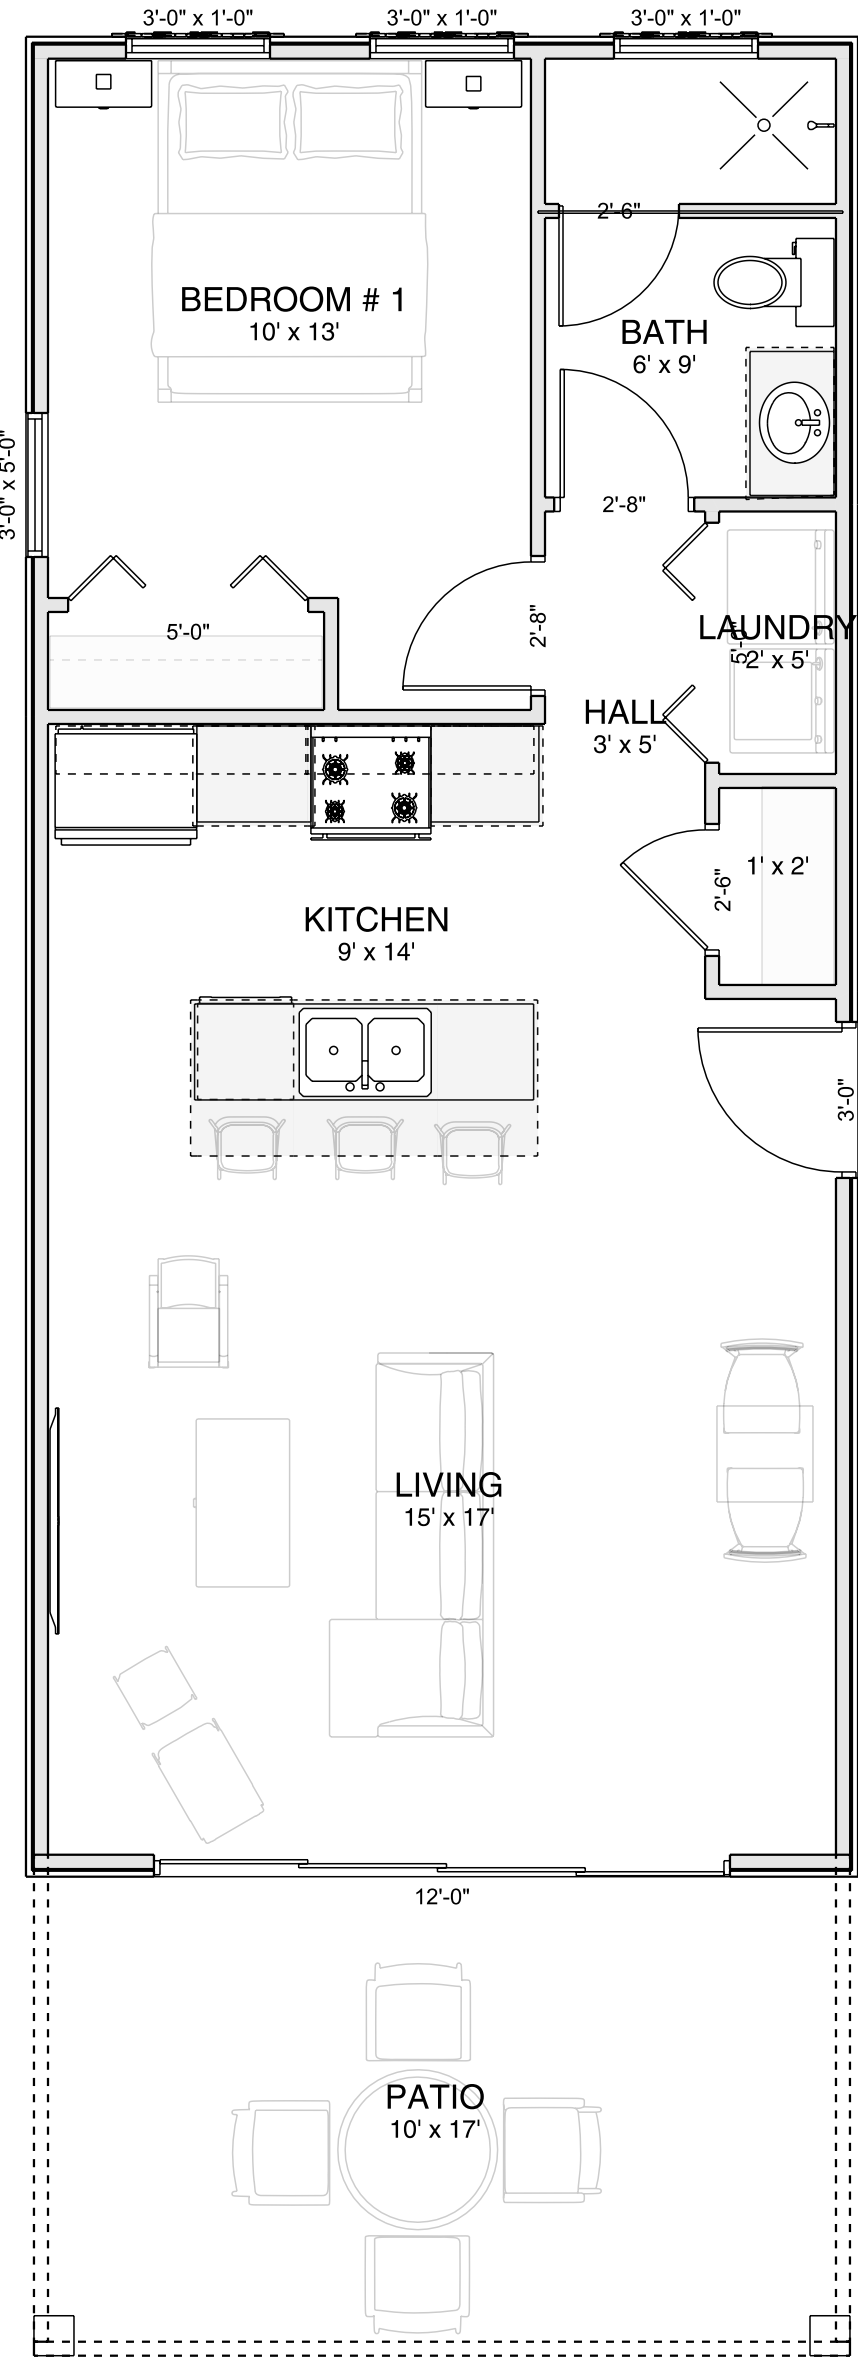 3'-0" x 1'-0"
3'-0" x 1'-0"
3'-0" x 1'-0"
2'-6"
BEDROOM # 1
10' x 13'
BATH
6' x 9'
3'-0" x 5'-0"
2'-8"
5'-0"
2'-8"
LAUNDRY
2' x 5'
5'-0"
HALL
3' x 5'
1' x 2'
2'-6"
KITCHEN
9' x 14'
3'-0"
LIVING
15' x 17'
12'-0"
PATIO
10' x 17'